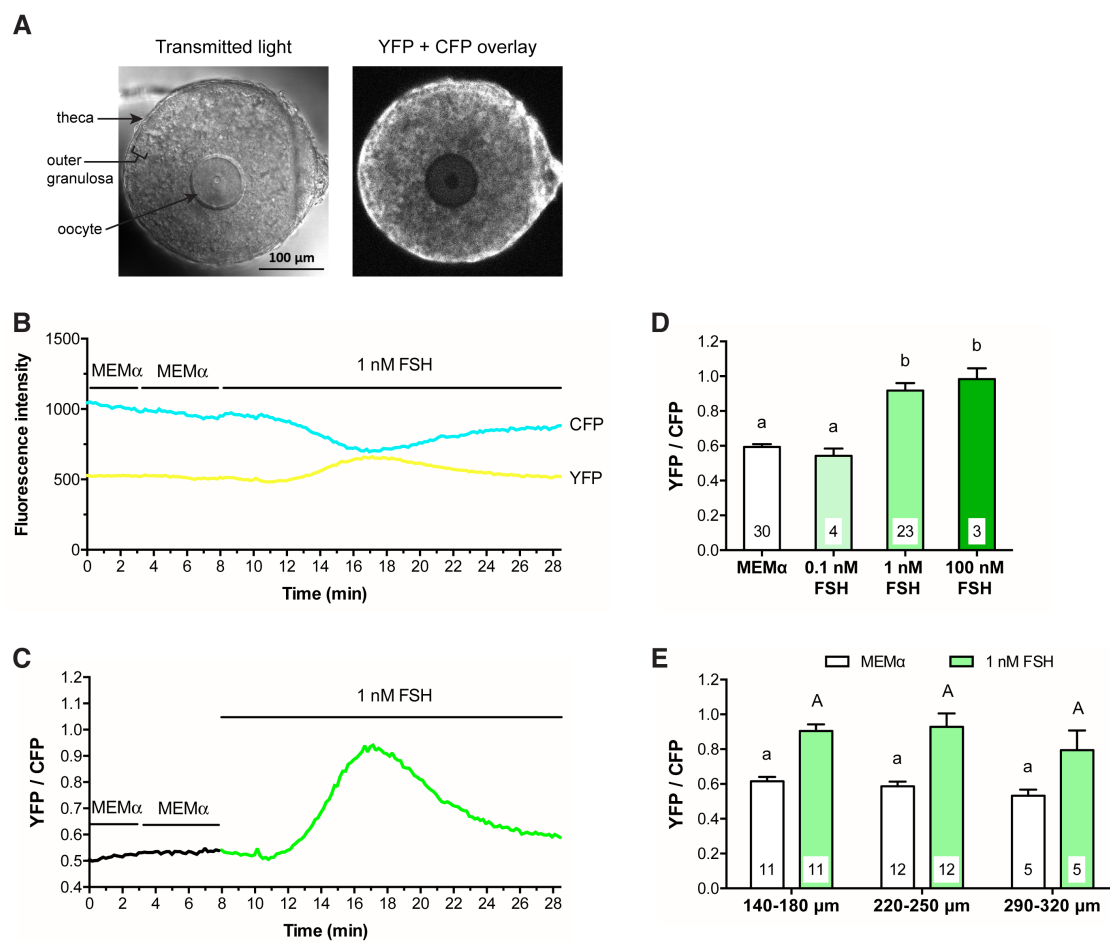 A
Transmitted light
YFP + CFP overlay
theca
outer
granulosa
oocyte
100 µm
B
Fluorescence intensity
1500
1000
500
0
MEMα
MEMα
1 nM FSH
CFP
YFP
0 2 4 6 8 10 12 14 16 18 20 22 24 26 28
Time (min)
C
YFP / CFP
1.2
1.1
1.0
0.9
0.8
0.7
0.6
0.5
0.4
1 nM FSH
MEMα
MEMα
0 2 4 6 8 10 12 14 16 18 20 22 24 26 28
Time (min)
D
YFP / CFP
1.2
1.0
0.8
0.6
0.4
0.2
0.0
a
a
b
b
30
4
23
3
MEMα
0.1 nM
FSH
1 nM
FSH
100 nM
FSH
E
MEMα
1 nM FSH
YFP / CFP
1.2
1.0
0.8
0.6
0.4
0.2
0.0
a
A
a
A
a
A
11
11
12
12
5
5
140-180 µm
220-250 µm
290-320 µm